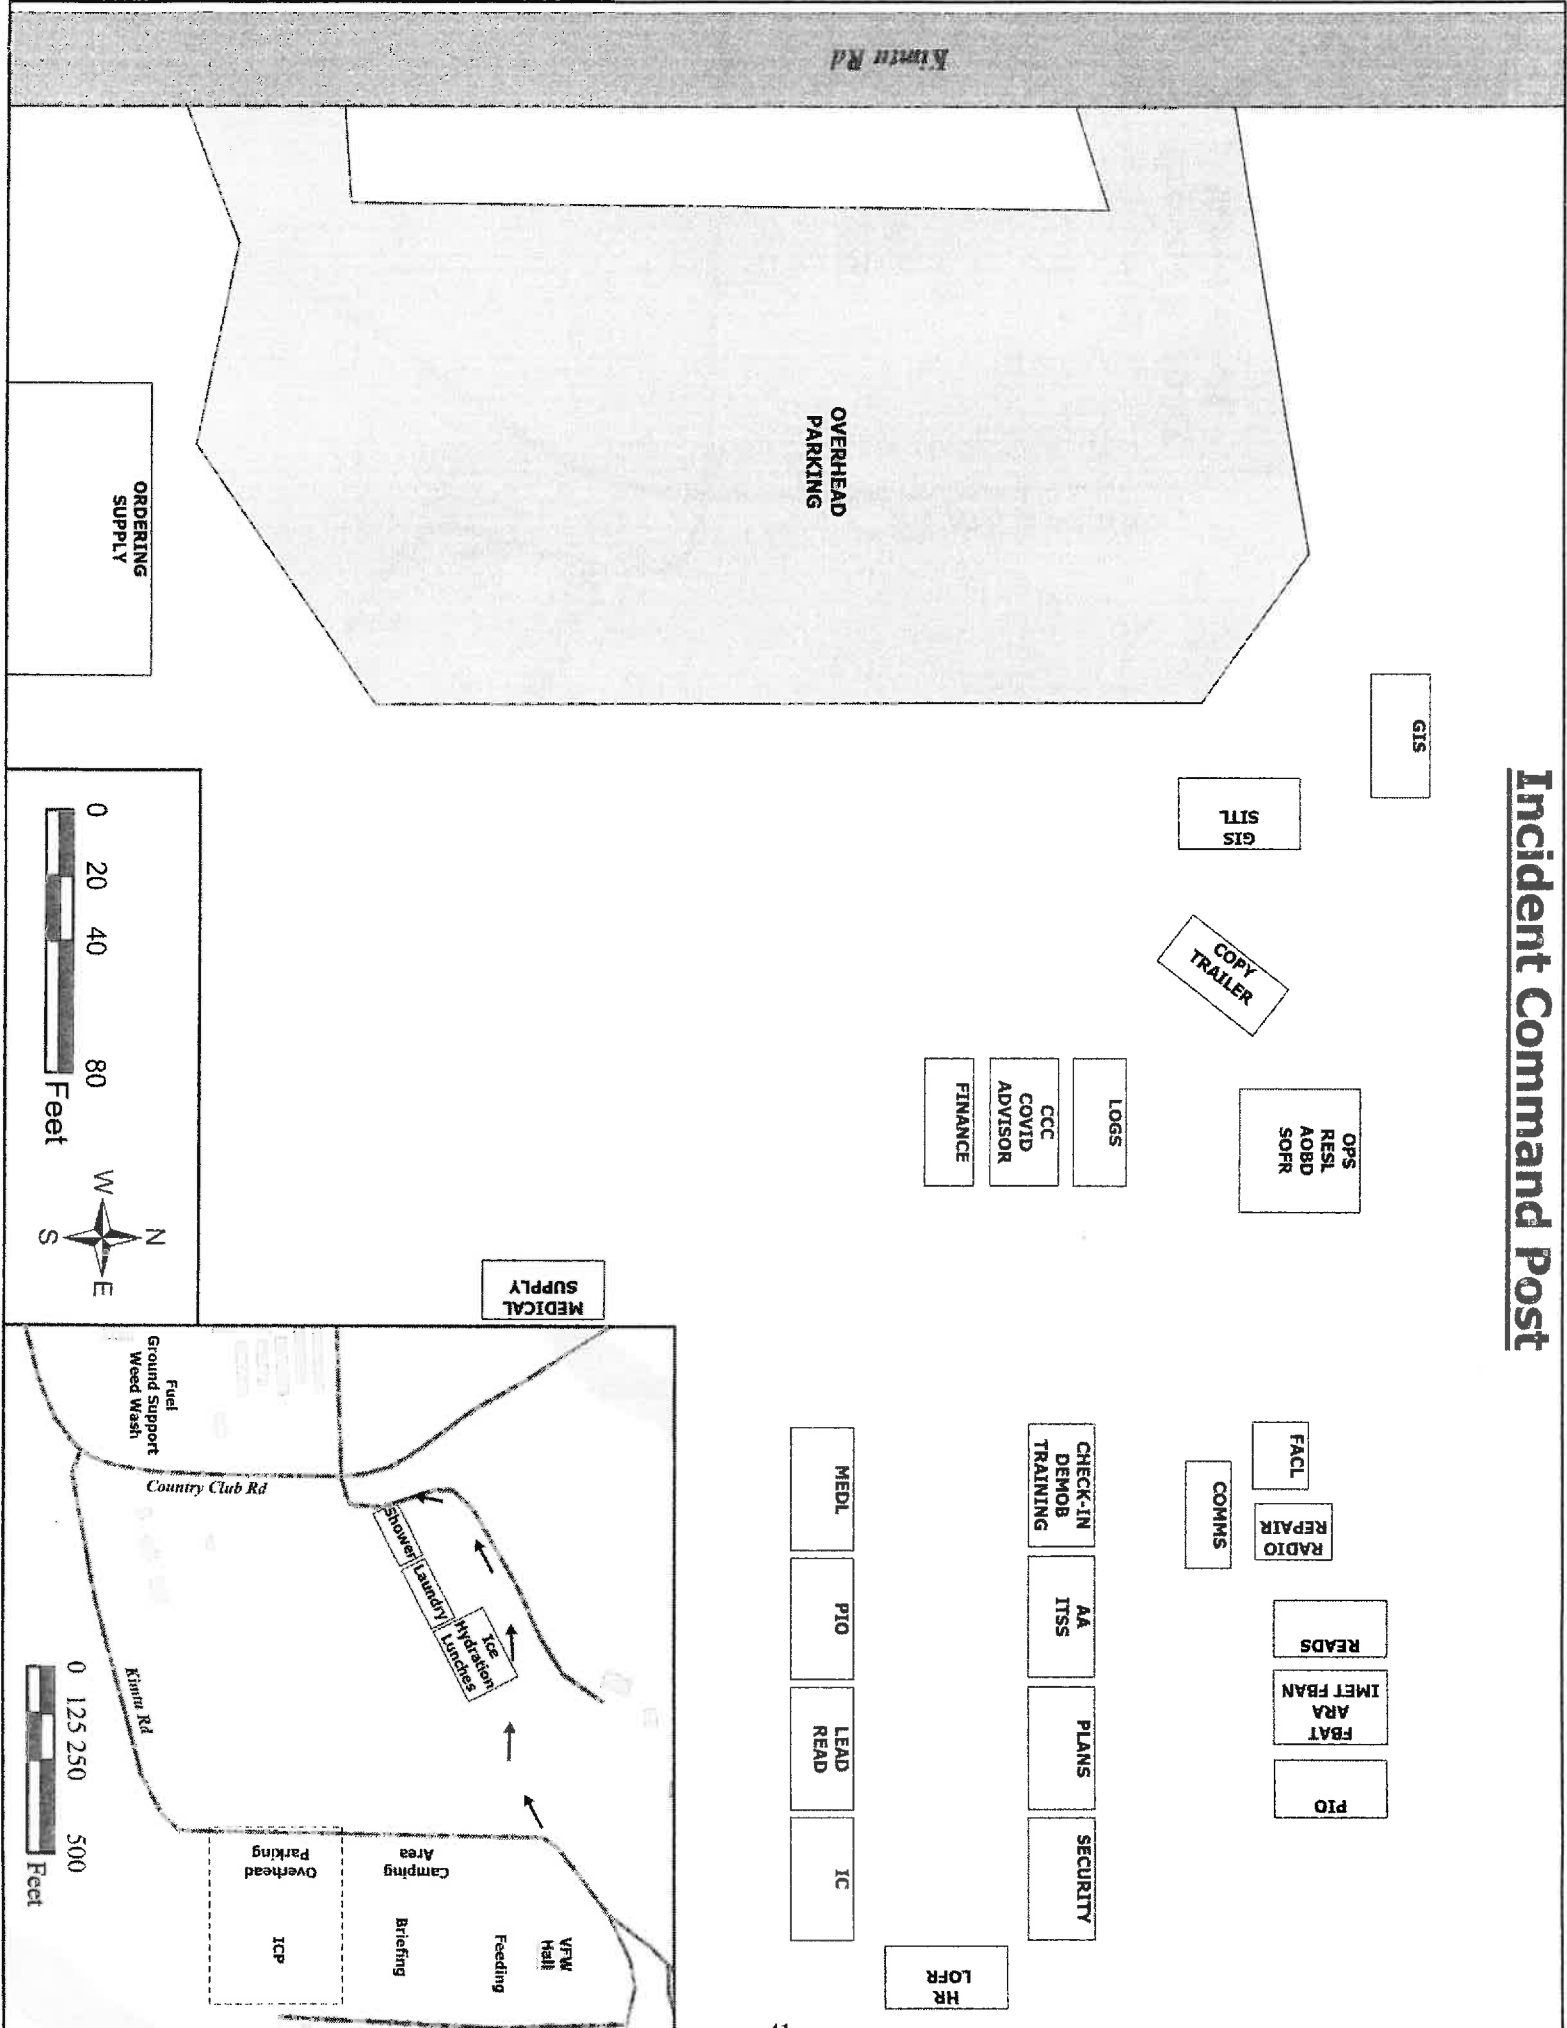 Incident Command Post
Kimtu Rd
OVERHEAD
PARKING
ORDERING
SUPPLY
GIS
GIS
SITL
COPY
TRAILER
OPS
RESL
AOBD
SOFR
LOGS
CCC
COVID
ADVISOR
FINANCE
MEDICAL
SUPPLY
FACL
RADIO
REPAIR
COMMS
READS
FBAT
ARA
IMET FBAN
PIO
CHECK-IN
DEMOB
TRAINING
AA
ITSS
PLANS
SECURITY
MEDL
PIO
LEAD
READ
IC
HR
LOFR
0 20 40 80
Feet
N
W E
S
Fuel
Ground Support
Weed Wash
Country Club Rd
Shower
Laundry
Ice
Hydration
Lunches
Kimtu Rd
Overhead
Parking
Camping
Area
ICP
Briefing
Feeding
VFW
Hall
0 125 250 500
Feet
41